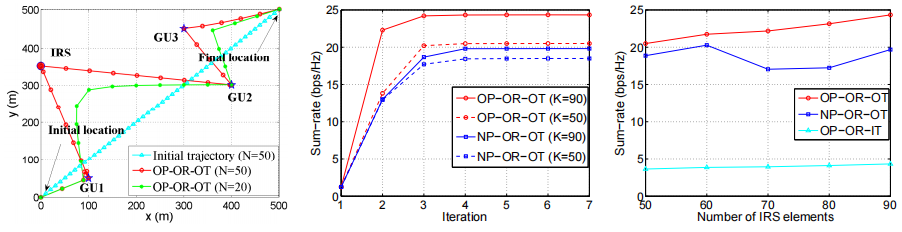 500
400
300
200
100
0
y (m)
IRS
GU3
Final location
GU2
Initial location
GU1
Initial trajectory (N=50)
OP-OR-OT (N=50)
OP-OR-OT (N=20)
0 100 200 300 400 500
x (m)
25
20
15
10
5
0
Sum−rate (bps/Hz)
OP−OR−OT (K=90)
OP−OR−OT (K=50)
NP−OR−OT (K=90)
NP−OR−OT (K=50)
1 2 3 4 5 6 7
Iteration
25
20
15
10
5
0
Sum−rate (bps/Hz)
OP−OR−OT
NP−OR−OT
OP−OR−IT
50 60 70 80 90
Number of IRS elements